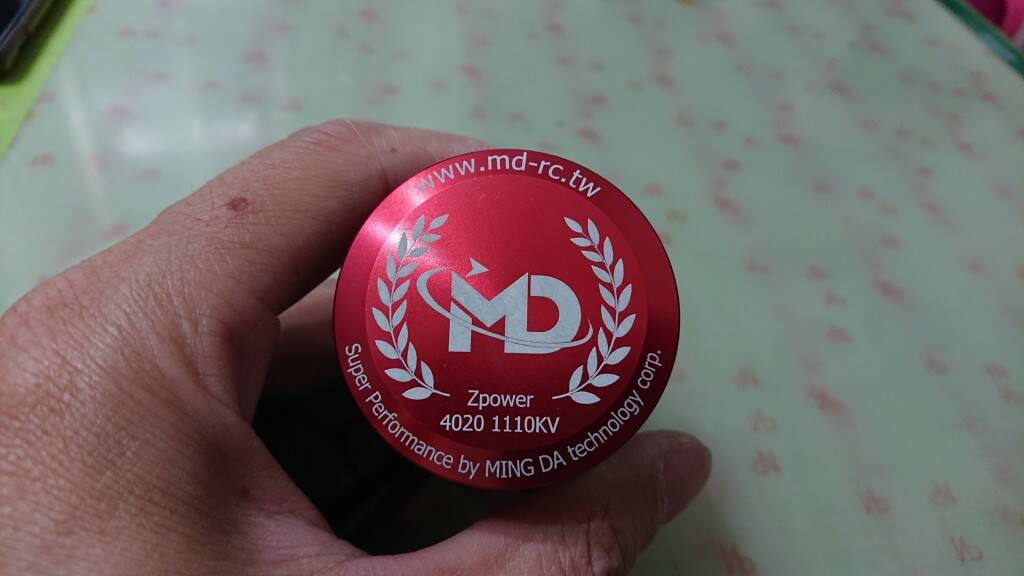 www.md-rc.tw
MD
Zpower
4020 1110KV
Super Performance by MING DA technology corp.